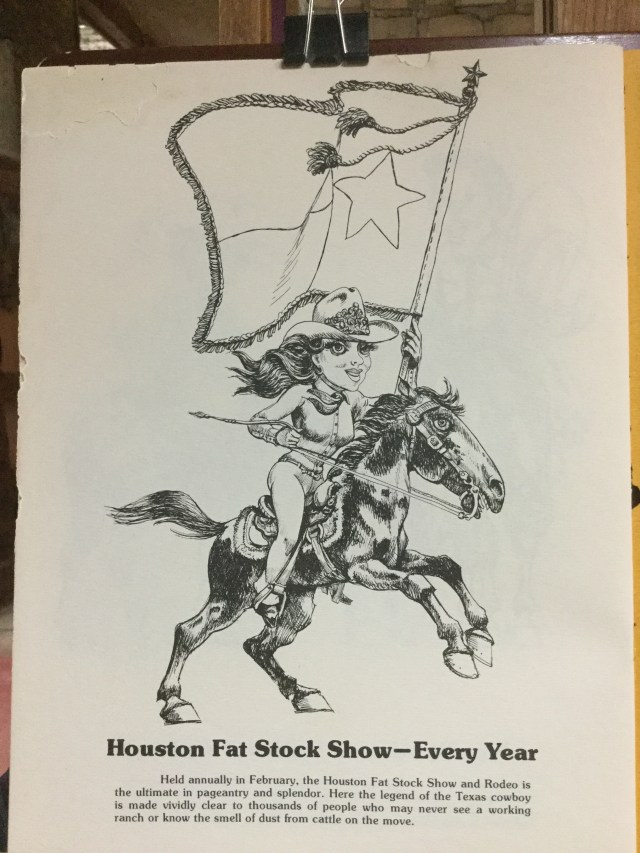 Houston Fat Stock Show—Every Year
Held annually in February, the Houston Fat Stock Show and Rodeo is
the ultimate in pageantry and splendor. Here the legend of the Texas cowboy
is made vividly clear to thousands of people who may never see a working
ranch or know the smell of dust from cattle on the move.